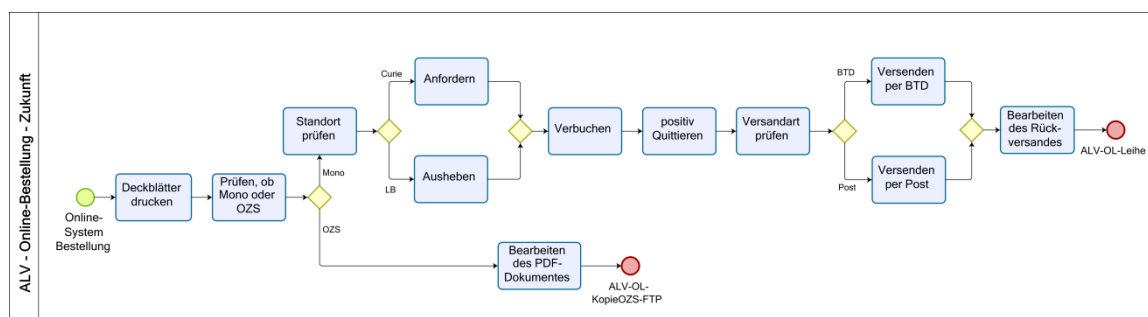 ALV - Online-Bestellung - Zukunft
Online-
System
Bestellung
Deckblätter
drucken
Prüfen, ob
Mono oder
OZS
Mono
OZS
Standort
prüfen
Curie
LB
Anfordern
Ausheben
Verbuchen
positiv
Quittieren
Versandart
prüfen
BTD
Post
Versenden
per BTD
Versenden
per Post
Bearbeiten
des Rück-
versandes
ALV-OL-Leihe
Bearbeiten
des PDF-
Dokumentes
ALV-OL-
KopieOZS-FTP